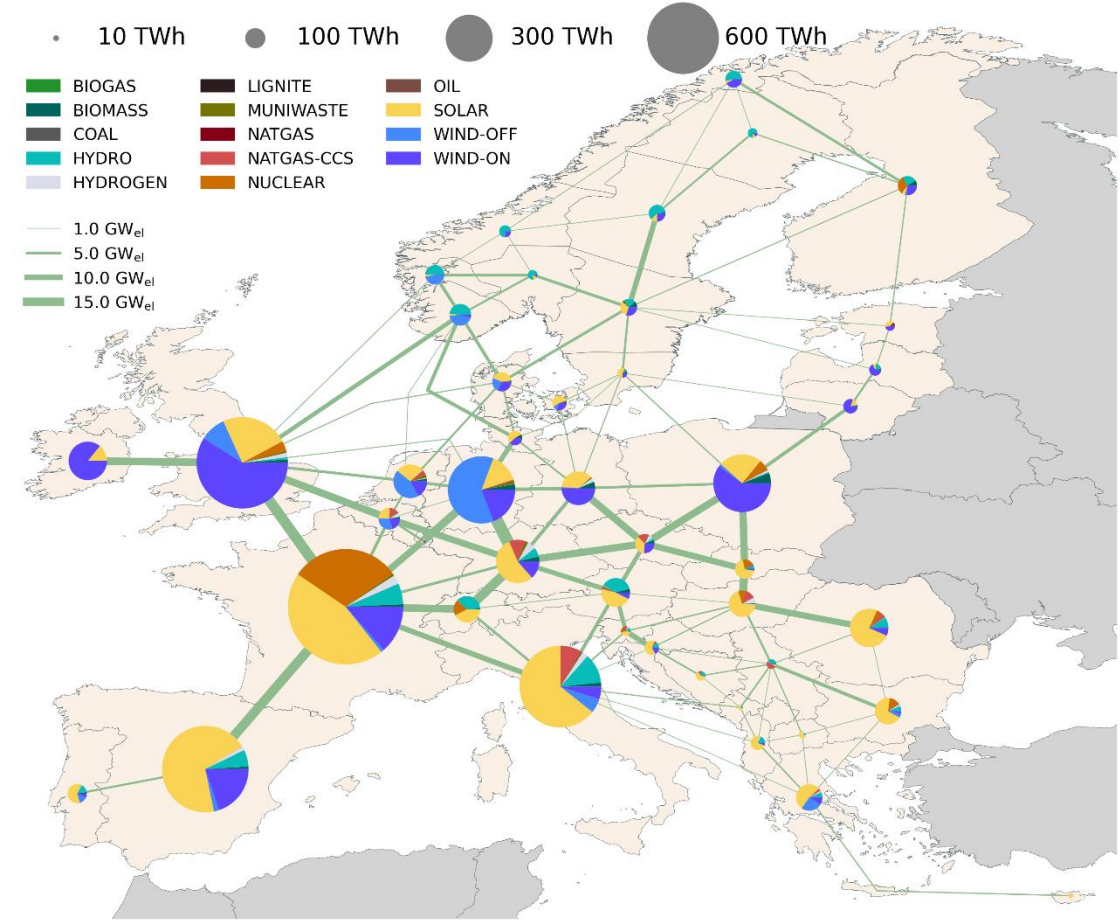 10 TWh 100 TWh 300 TWh 600 TWh
BIOGAS LIGNITE OIL
BIOMASS MUNIWASTE SOLAR
COAL NATGAS WIND-OFF
HYDRO NATGAS-CCS WIND-ON
HYDROGEN NUCLEAR
1.0 GWel
5.0 GWel
10.0 GWel
15.0 GWel